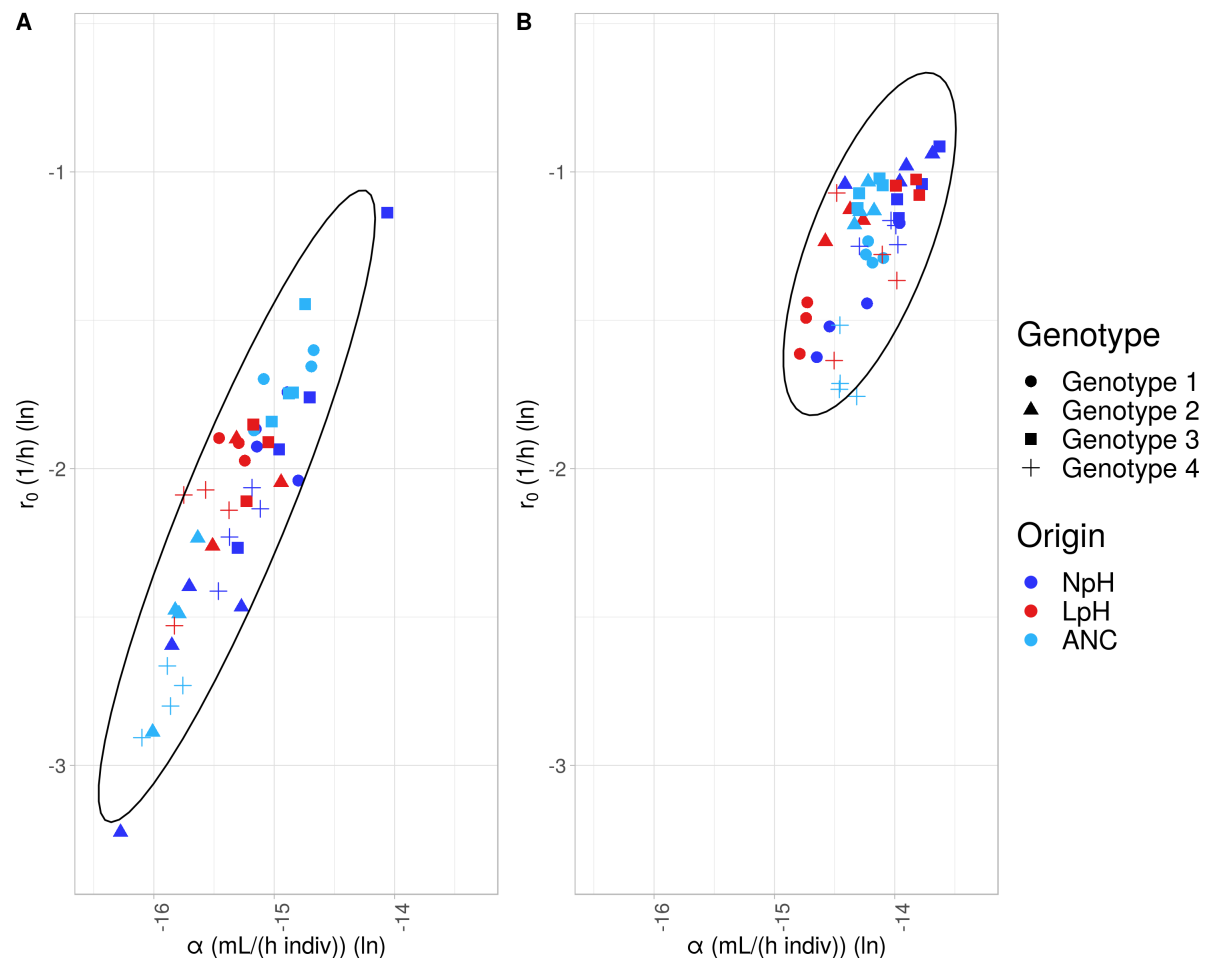 A
B
-1
-2
-3
r₀ (1/h) (ln)
-16
-15
-14
α (mL/(h indiv)) (ln)
-1
-2
-3
r₀ (1/h) (ln)
-16
-15
-14
α (mL/(h indiv)) (ln)
Genotype
Genotype 1
Genotype 2
Genotype 3
Genotype 4
Origin
NpH
LpH
ANC